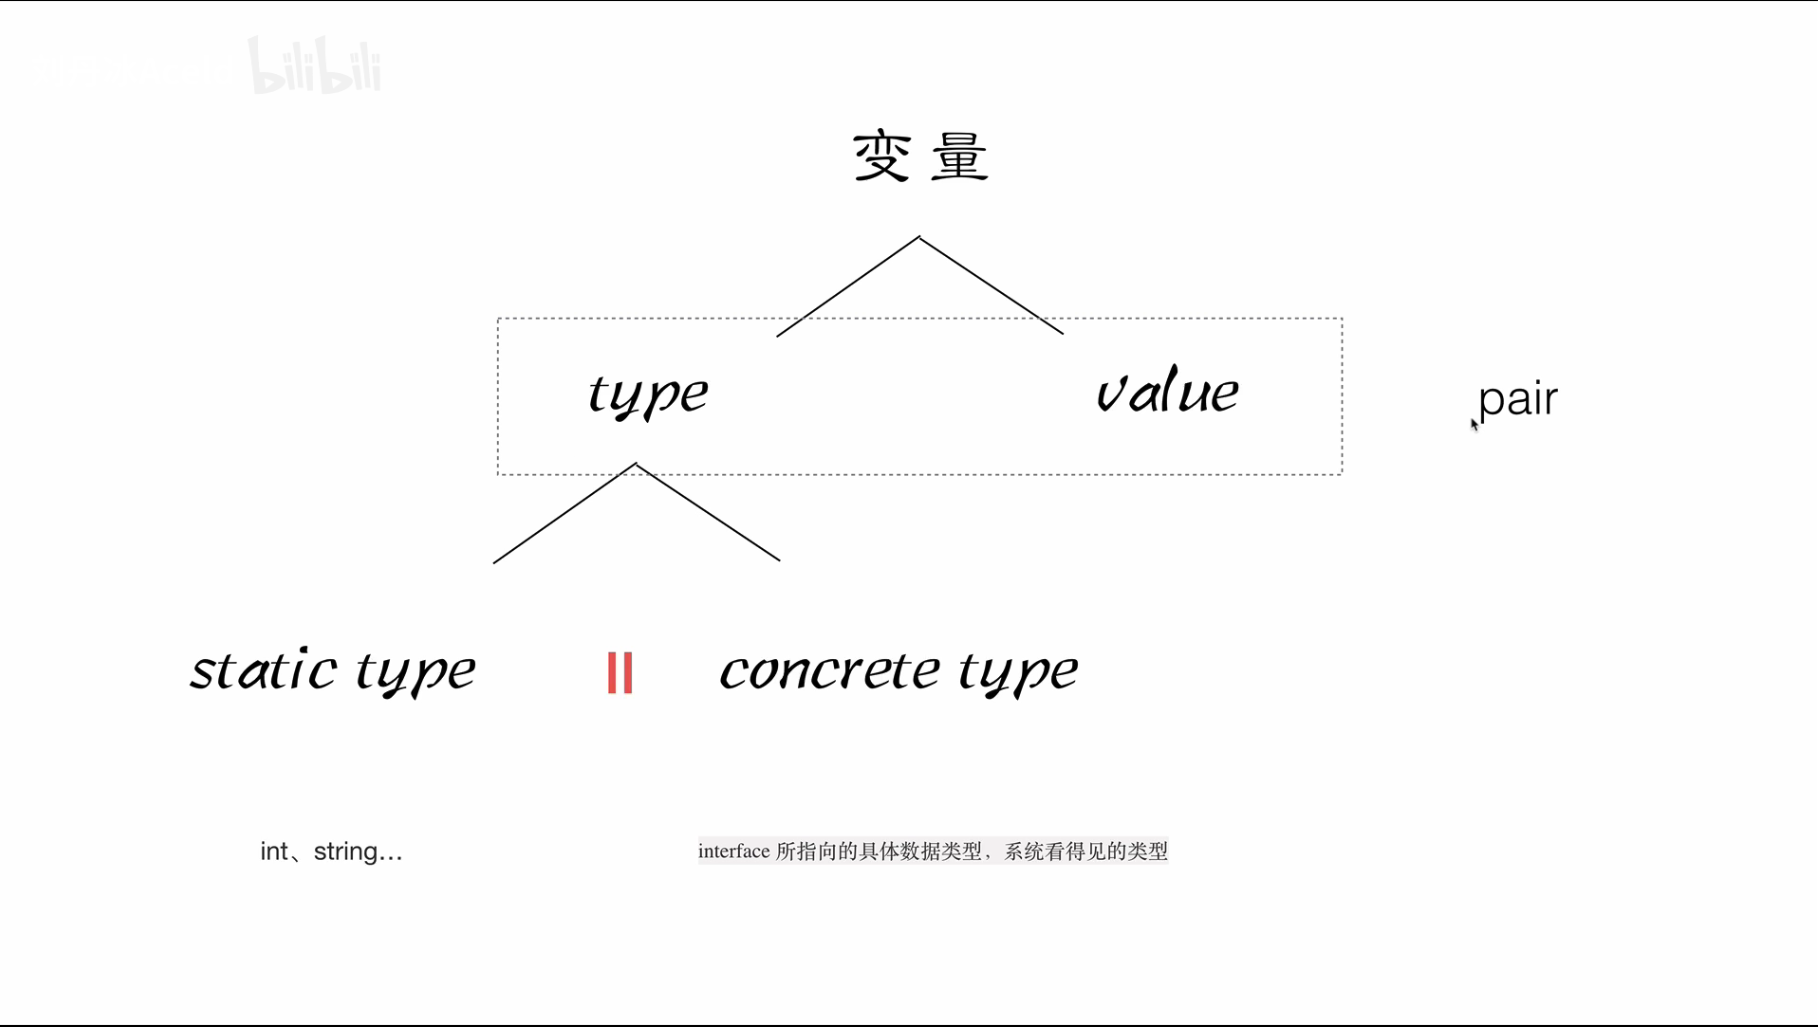 bilibili
变量
type value pair
static type || concrete type
int、string... interface 所指向的具体数据类型，系统看得见的类型